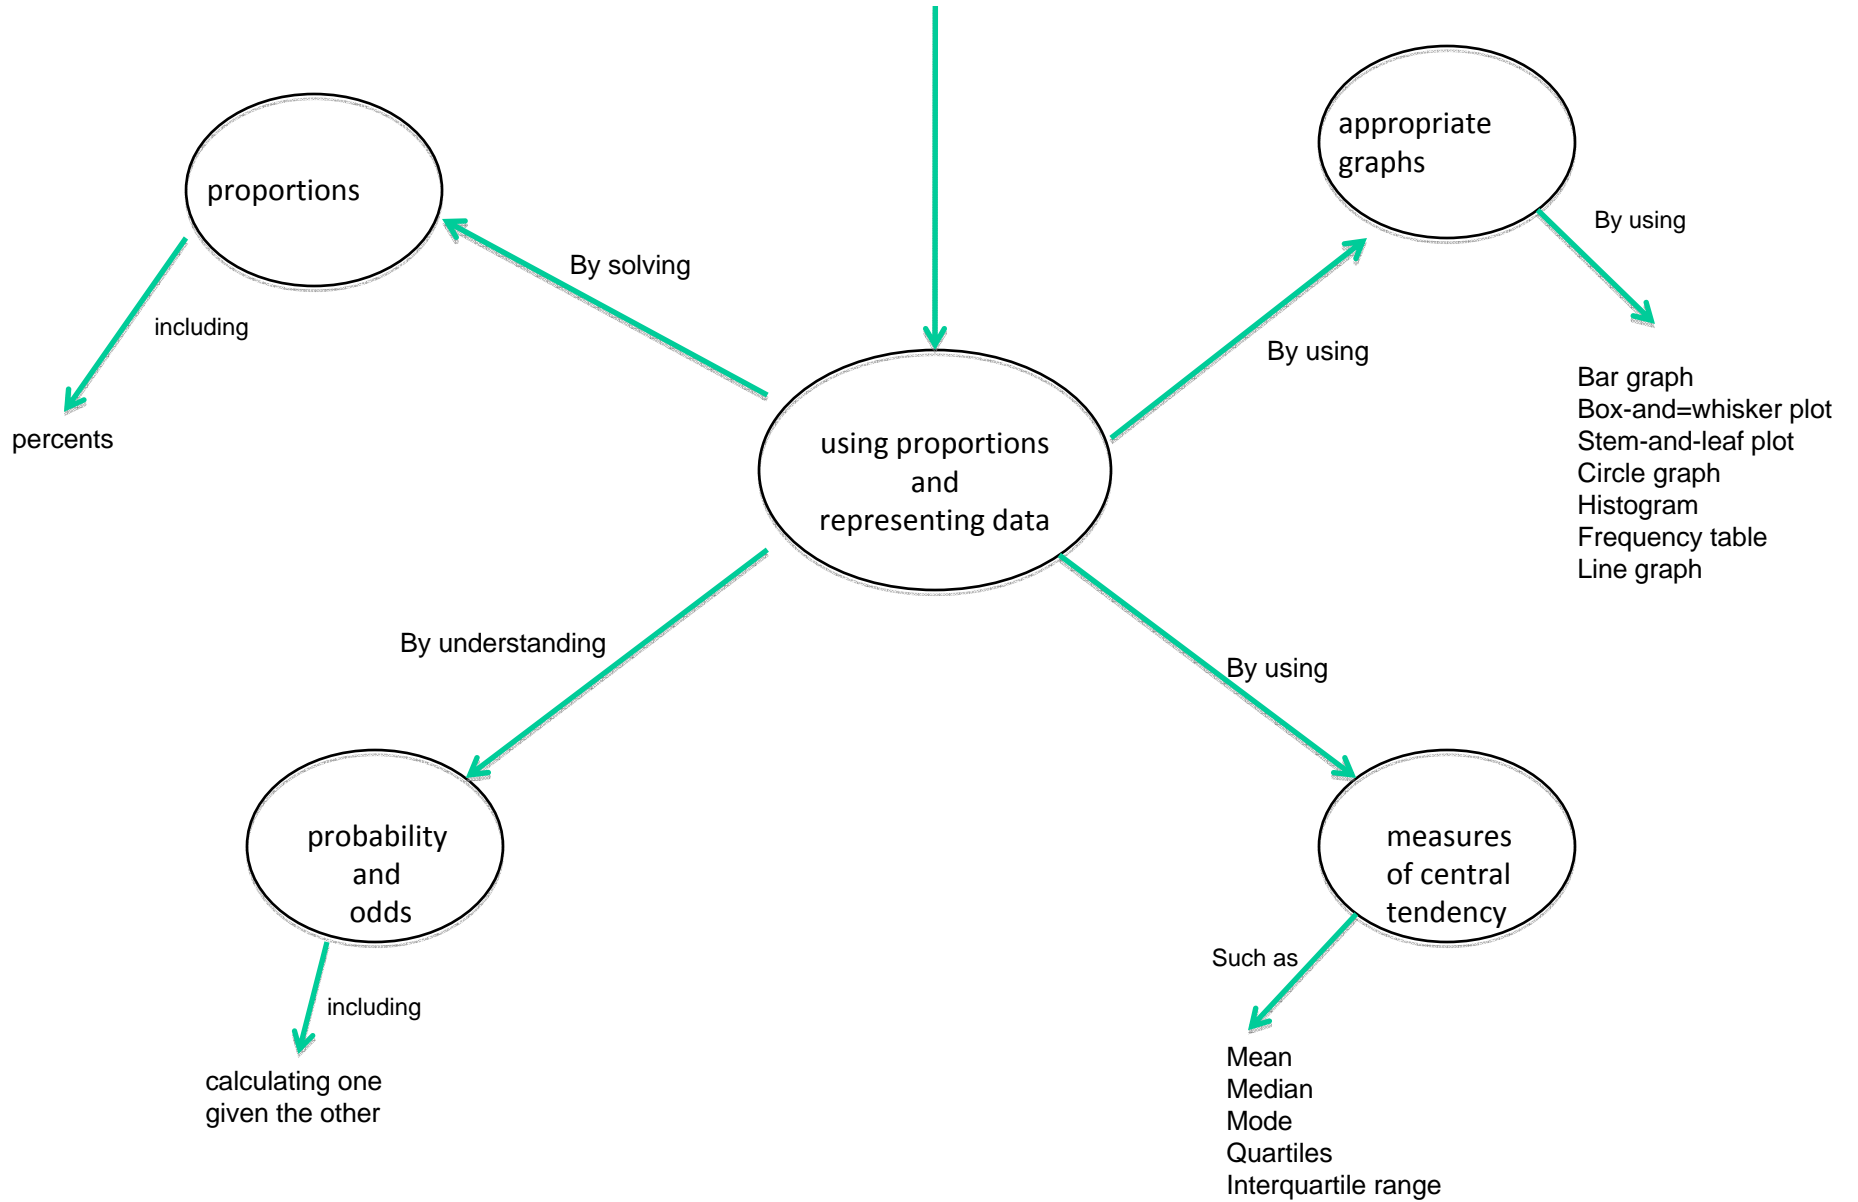 proportions
By solving
including
percents
appropriate
graphs
By using
By using
Bar graph
Box-and=whisker plot
Stem-and-leaf plot
Circle graph
Histogram
Frequency table
Line graph
using proportions
and
representing data
By understanding
By using
probability
and
odds
including
calculating one
given the other
measures
of central
tendency
Such as
Mean
Median
Mode
Quartiles
Interquartile range